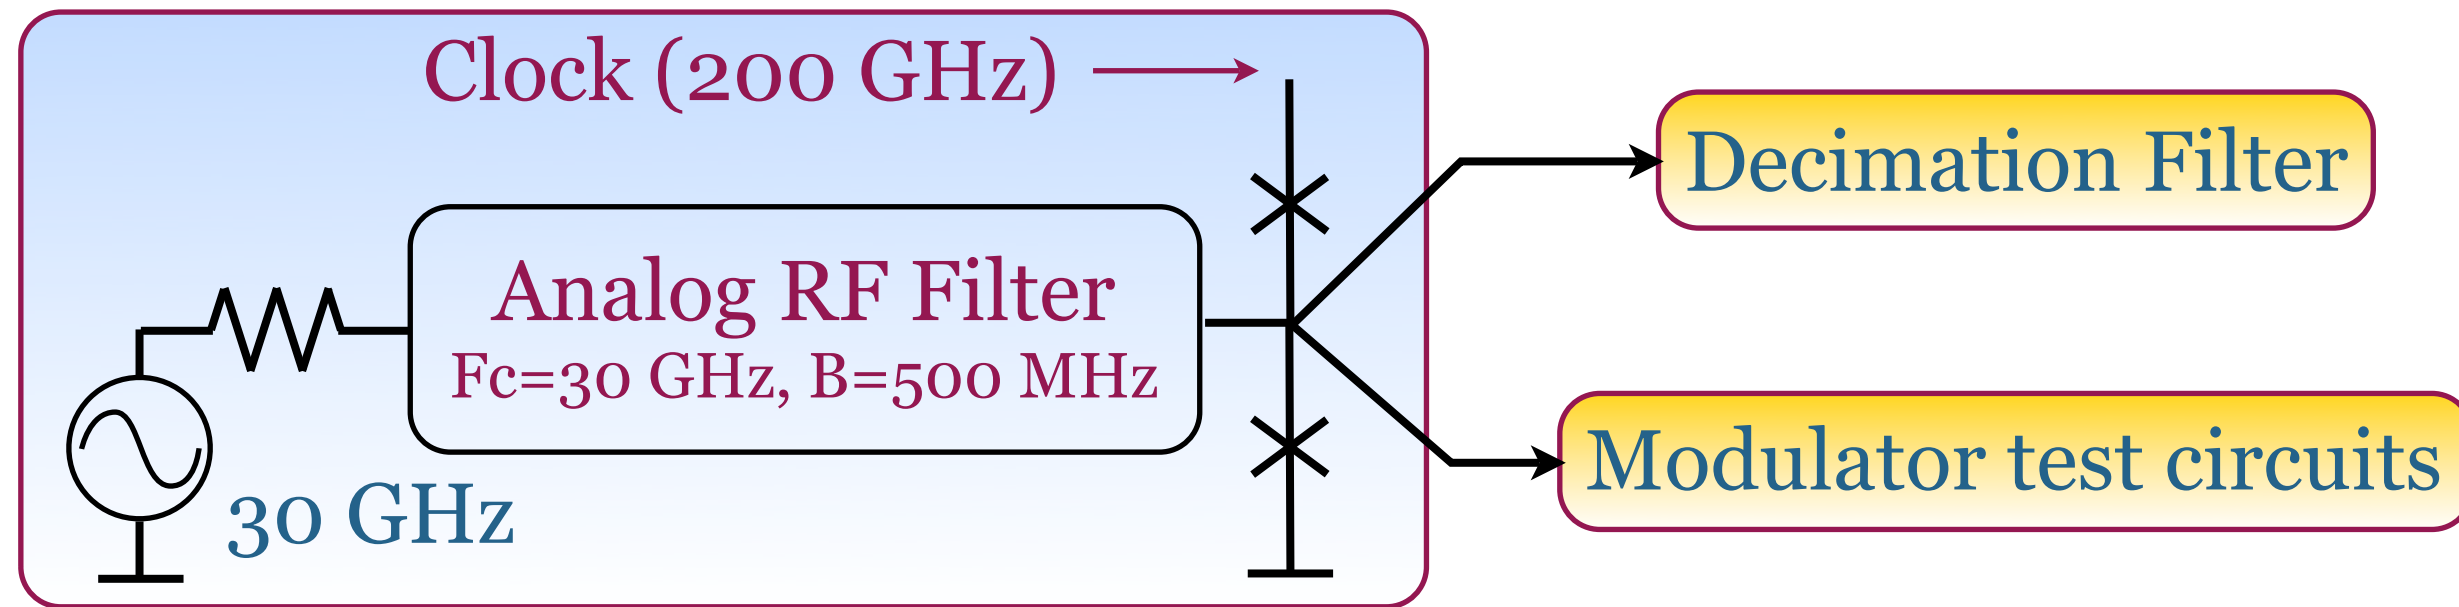 Clock (200 GHz)
Decimation Filter
Analog RF Filter
Fc=30 GHz, B=500 MHz
Modulator test circuits
30 GHz